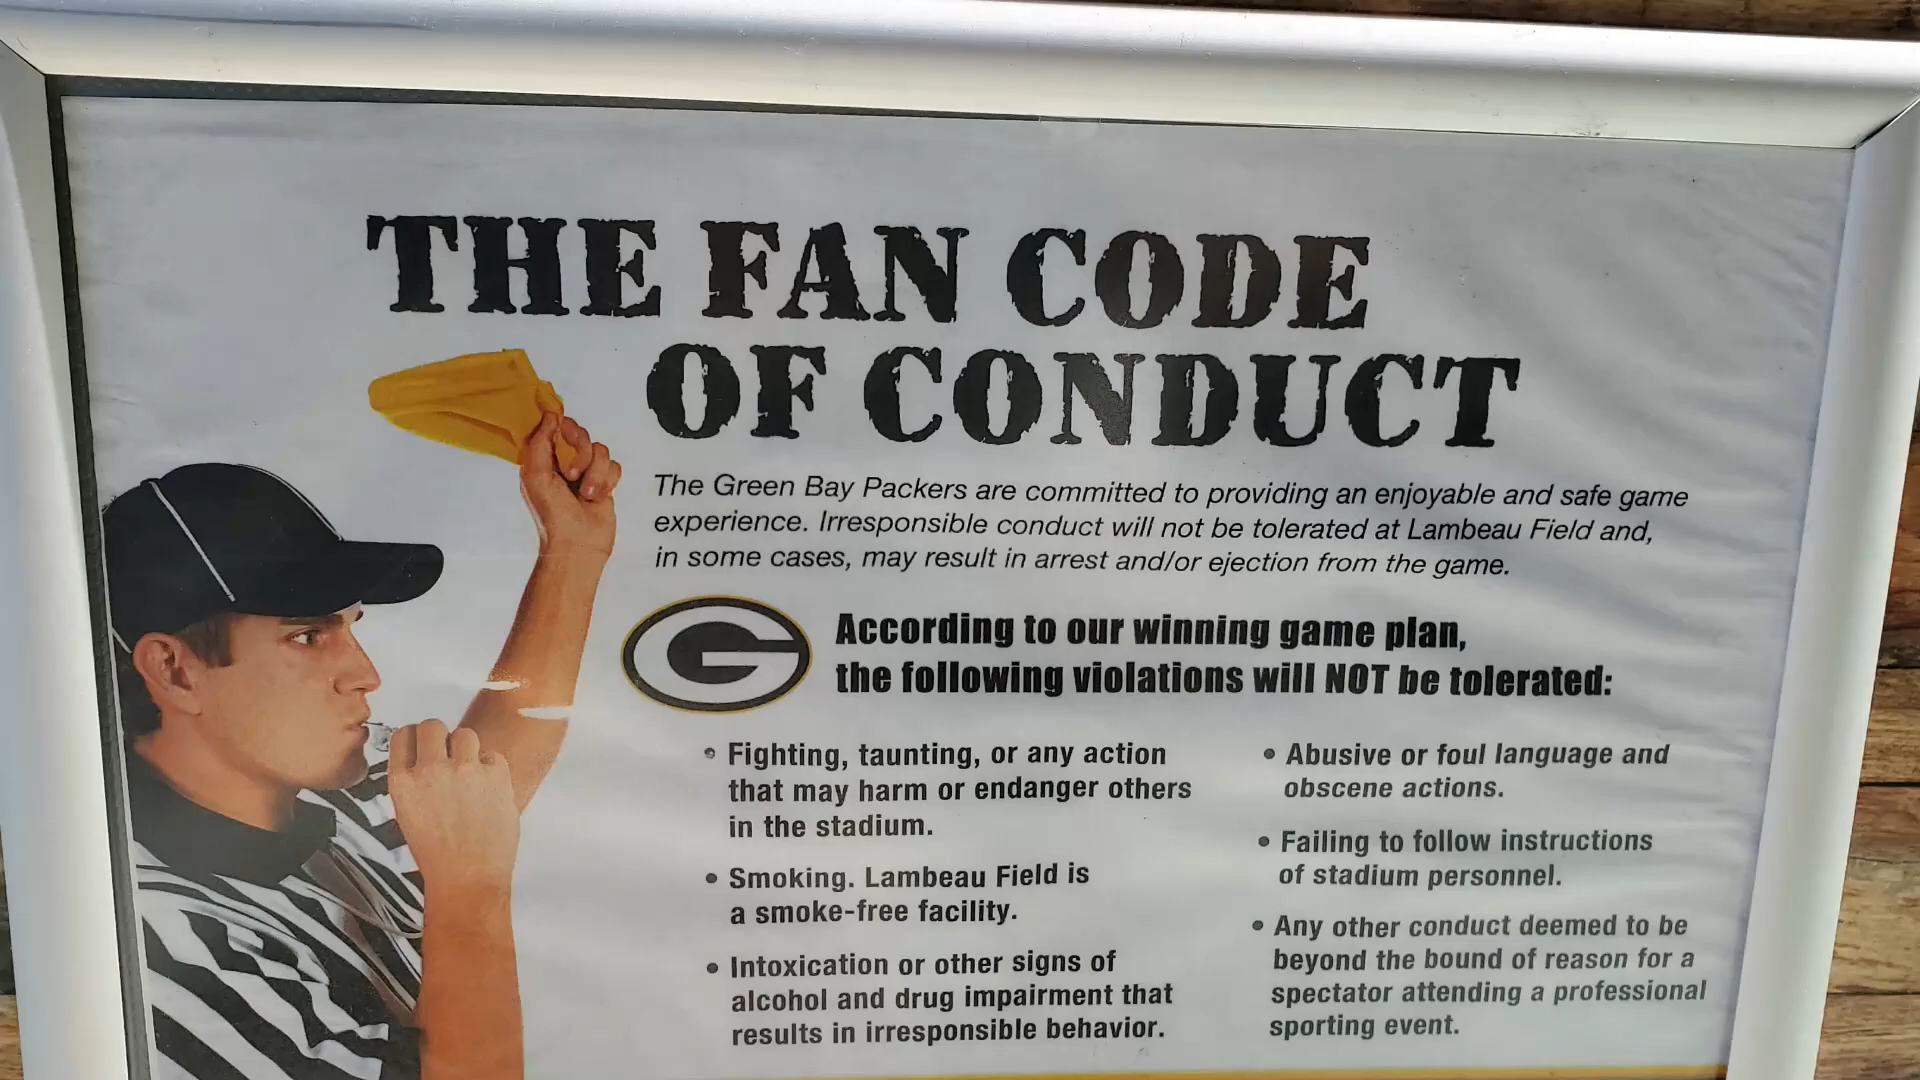 THE FAN CODE
OF CONDUCT
The Green Bay Packers are committed to providing an enjoyable and safe game
experience. Irresponsible conduct will not be tolerated at Lambeau Field and,
in some cases, may result in arrest and/or ejection from the game.
G
According to our winning game plan,
the following violations will NOT be tolerated:
• Fighting, taunting, or any action
that may harm or endanger others
in the stadium.
• Smoking. Lambeau Field is
a smoke-free facility.
• Intoxication or other signs of
alcohol and drug impairment that
results in irresponsible behavior.
• Abusive or foul language and
obscene actions.
• Failing to follow instructions
of stadium personnel.
• Any other conduct deemed to be
beyond the bound of reason for a
spectator attending a professional
sporting event.